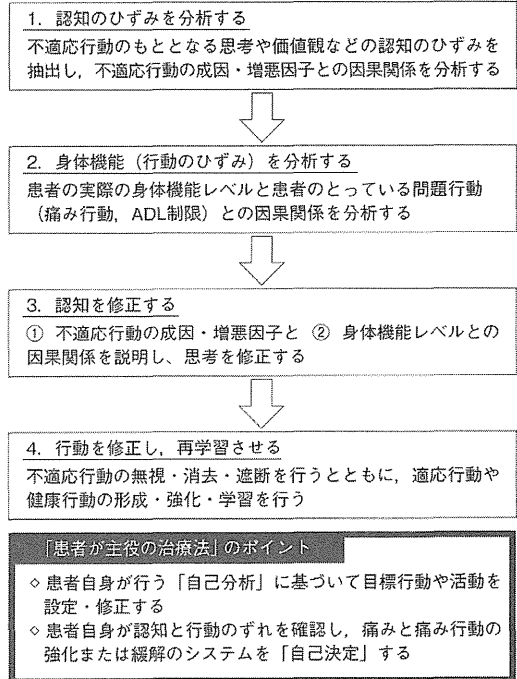 1. 認知のひずみを分析する
不適応行動のもととなる思考や価値観などの認知のひずみを
抽出し，不適応行動の成因・増悪因子との因果関係を分析する
2. 身体機能（行動のひずみ）を分析する
患者の実際の身体機能レベルと患者のとっている問題行動
（痛み行動，ADL制限）との因果関係を分析する
3. 認知を修正する
① 不適応行動の成因・増悪因子と ② 身体機能レベルとの
因果関係を説明し、思考を修正する
4. 行動を修正し，再学習させる
不適応行動の無視・消去・遮断を行うとともに，適応行動や
健康行動の形成・強化・学習を行う
「患者が主役の治療法」のポイント
◇ 患者自身が行う「自己分析」に基づいて目標行動や活動を
設定・修正する
◇ 患者自身が認知と行動のずれを確認し，痛みと痛み行動の
強化または緩解のシステムを「自己決定」する